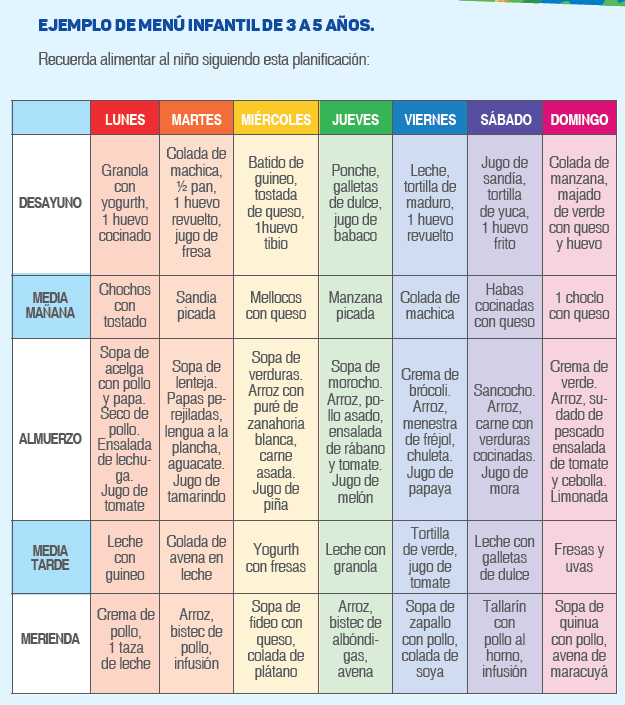 EJEMPLO DE MENÚ INFANTIL DE 3 A 5 AÑOS.
Recuerda alimentar al niño siguiendo esta planificación:
LUNES MARTES MIÉRCOLES JUEVES VIERNES SÁBADO DOMINGO
DESAYUNO
Granola
con
yogurth,
1 huevo
cocinado
Colada de
machica,
½ pan,
1 huevo
revuelto,
jugo de
fresa
Batido de
guineo,
tostada
de queso,
1huevo
tibio
Ponche,
galletas
de dulce,
jugo de
babaco
Leche,
tortilla de
maduro,
1 huevo
revuelto
Jugo de
sandía,
tortilla
de yuca,
1 huevo
frito
Colada de
manzana,
majado
de verde
con queso
y huevo
MEDIA
MAÑANA
Chochos
con
tostado
Sandia
picada
Mellocos
con queso
Manzana
picada
Colada de
machica
Habas
cocinadas
con queso
1 choclo
con queso
ALMUERZO
Sopa de
acelga
con pollo
y papa.
Seco de
pollo.
Ensalada
de lechu-
ga.
Jugo de
tomate
Sopa de
lenteja.
Papas pe-
rejiladas,
lengua a la
plancha,
aguacate.
Jugo de
tamarindo
Sopa de
verduras.
Arroz con
puré de
zanahoria
blanca,
carne
asada.
Jugo de
piña
Sopa de
morocho.
Arroz, po-
llo asado,
ensalada
de rábano
y tomate.
Jugo de
melón
Crema de
brócoli.
Arroz,
menestra
de fréjol,
chuleta.
Jugo de
papaya
Sancocho.
Arroz,
carne con
verduras
cocinadas.
Jugo de
mora
Crema de
verde.
Arroz, su-
dado de
pescado
ensalada
de tomate
y cebolla.
Limonada
MEDIA
TARDE
Leche
con
guineo
Colada de
avena en
leche
Yogurth
con fresas
Leche con
granola
Tortilla
de verde,
jugo de
tomate
Leche con
galletas
de dulce
Fresas y
uvas
MERIENDA
Crema de
pollo,
1 taza
de leche
Arroz,
bistec de
pollo,
infusión
Sopa de
fideo con
queso,
colada de
plátano
Arroz,
bistec de
albóndi-
gas,
avena
Sopa de
zapallo
con pollo,
colada de
soya
Tallarín
con
pollo al
horno,
infusión
Sopa de
quinua
con pollo,
avena de
maracuyá